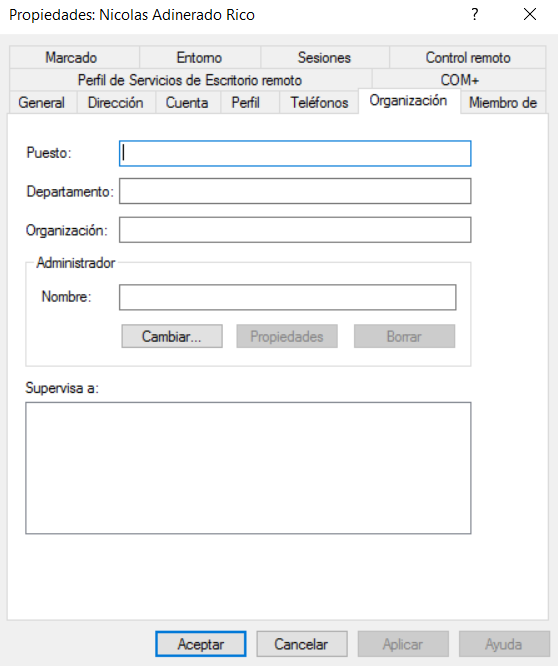 Propiedades: Nicolas Adinerado Rico ? ×
Marcado Entorno Sesiones Control remoto
Perfil de Servicios de Escritorio remoto COM+
General Dirección Cuenta Perfil Teléfonos Organización Miembro de
Puesto:
Departamento:
Organización:
Administrador
Nombre:
Cambiar... Propiedades Borrar
Supervisa a:
Aceptar Cancelar Aplicar Ayuda